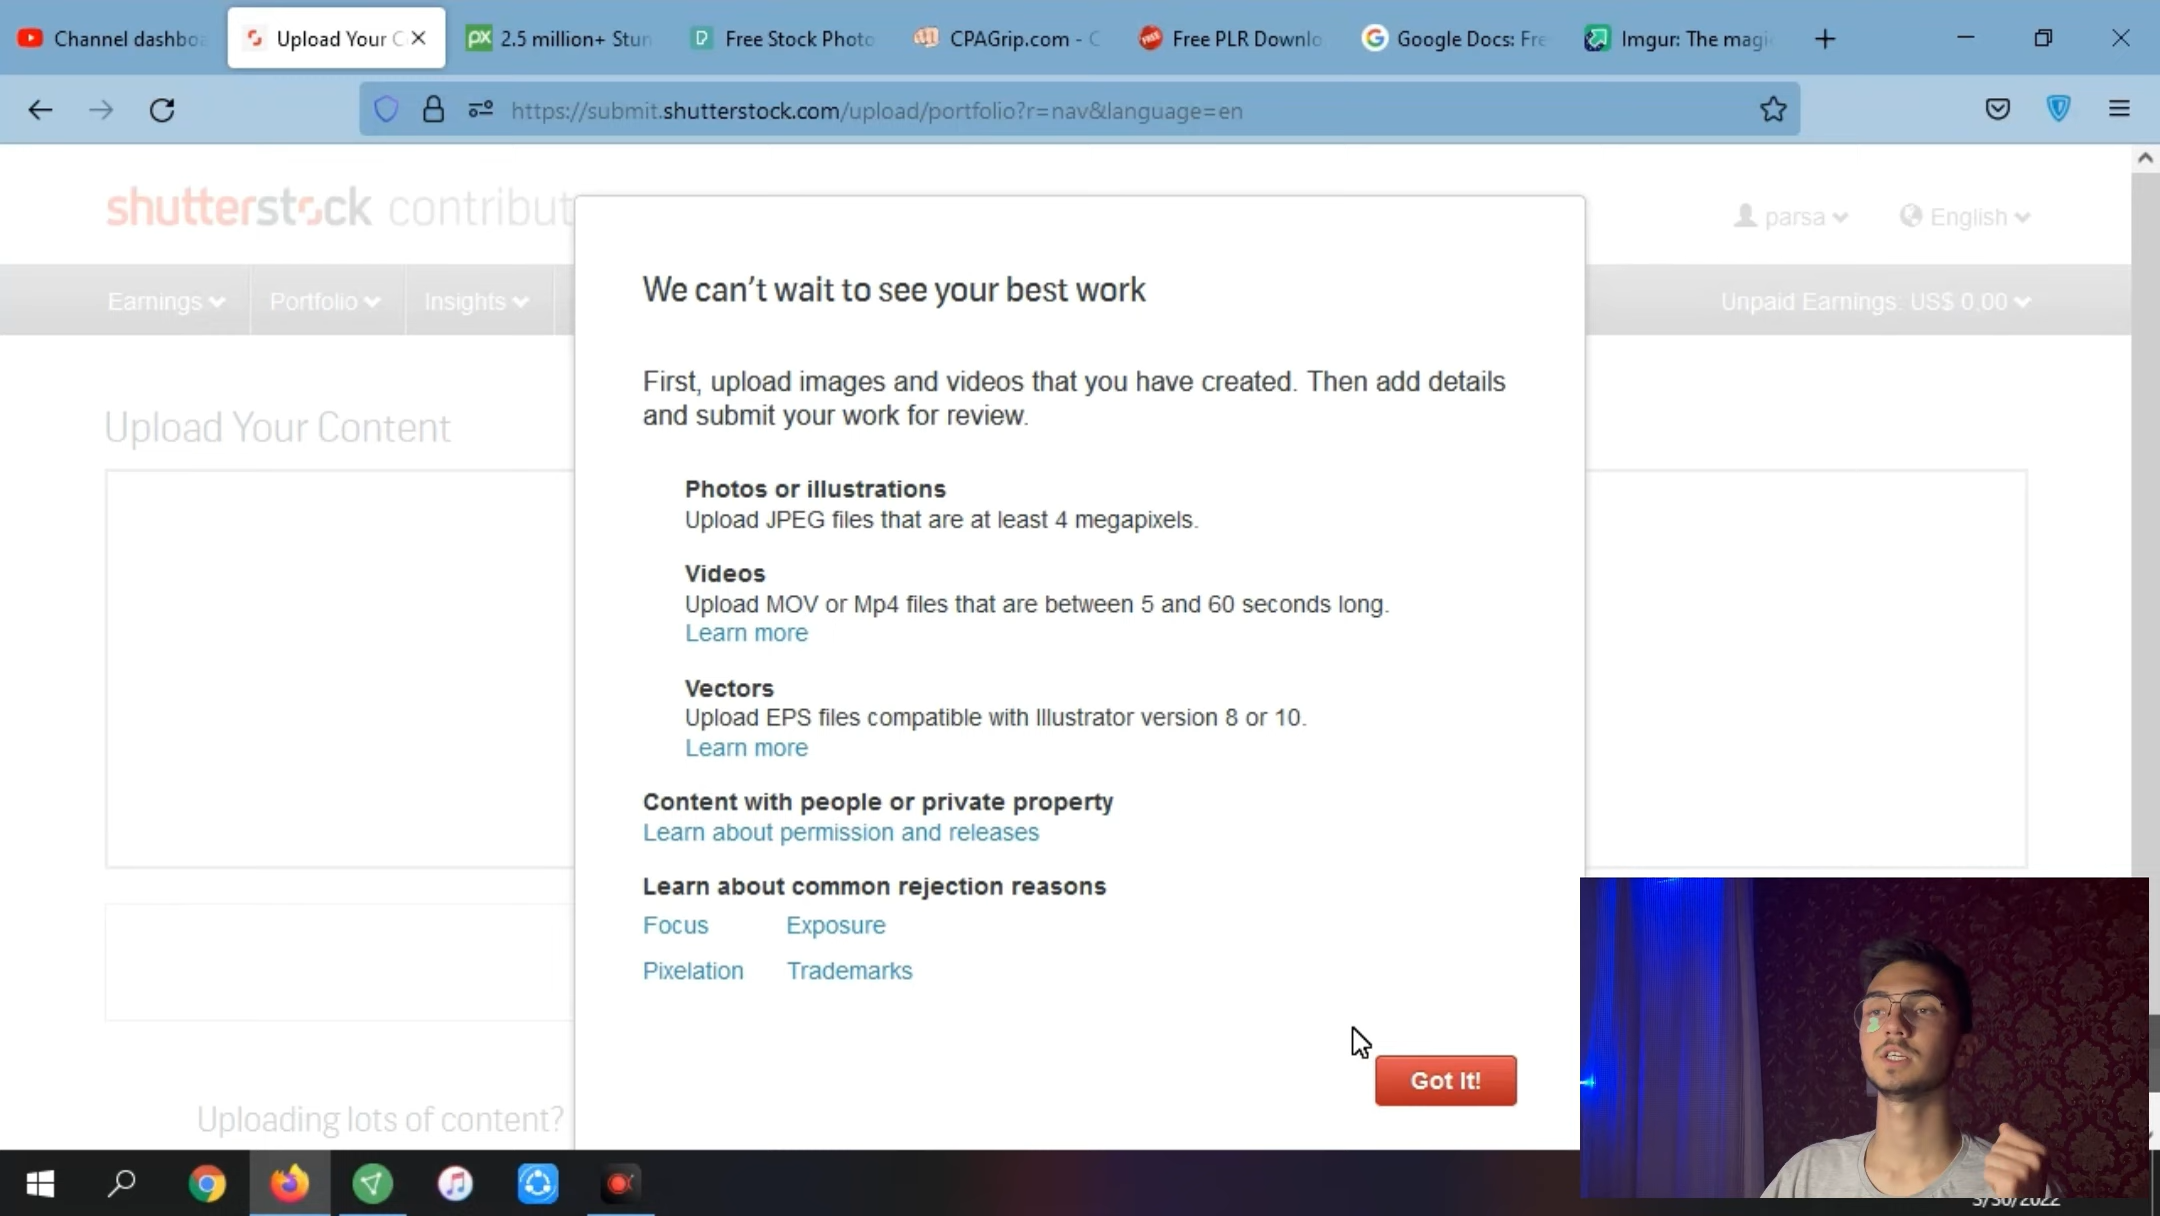 Channel dashbo
Upload Your C
2.5 million+ Stun
Free Stock Photo
CPAGrip.com - C
Free PLR Downlo
Google Docs: Fre
Imgur: The magi
https://submit.shutterstock.com/upload/portfolio?r=nav&language=en
shutterstock contribut
parsa
English
Earnings
Portfolio
Insights
Unpaid Earnings: US$ 0.00
Upload Your Content
We can't wait to see your best work
First, upload images and videos that you have created. Then add details
and submit your work for review.
Photos or illustrations
Upload JPEG files that are at least 4 megapixels.
Videos
Upload MOV or Mp4 files that are between 5 and 60 seconds long.
Learn more
Vectors
Upload EPS files compatible with Illustrator version 8 or 10.
Learn more
Content with people or private property
Learn about permission and releases
Learn about common rejection reasons
Focus Exposure
Pixelation Trademarks
Got It!
Uploading lots of content?
3/30/2022